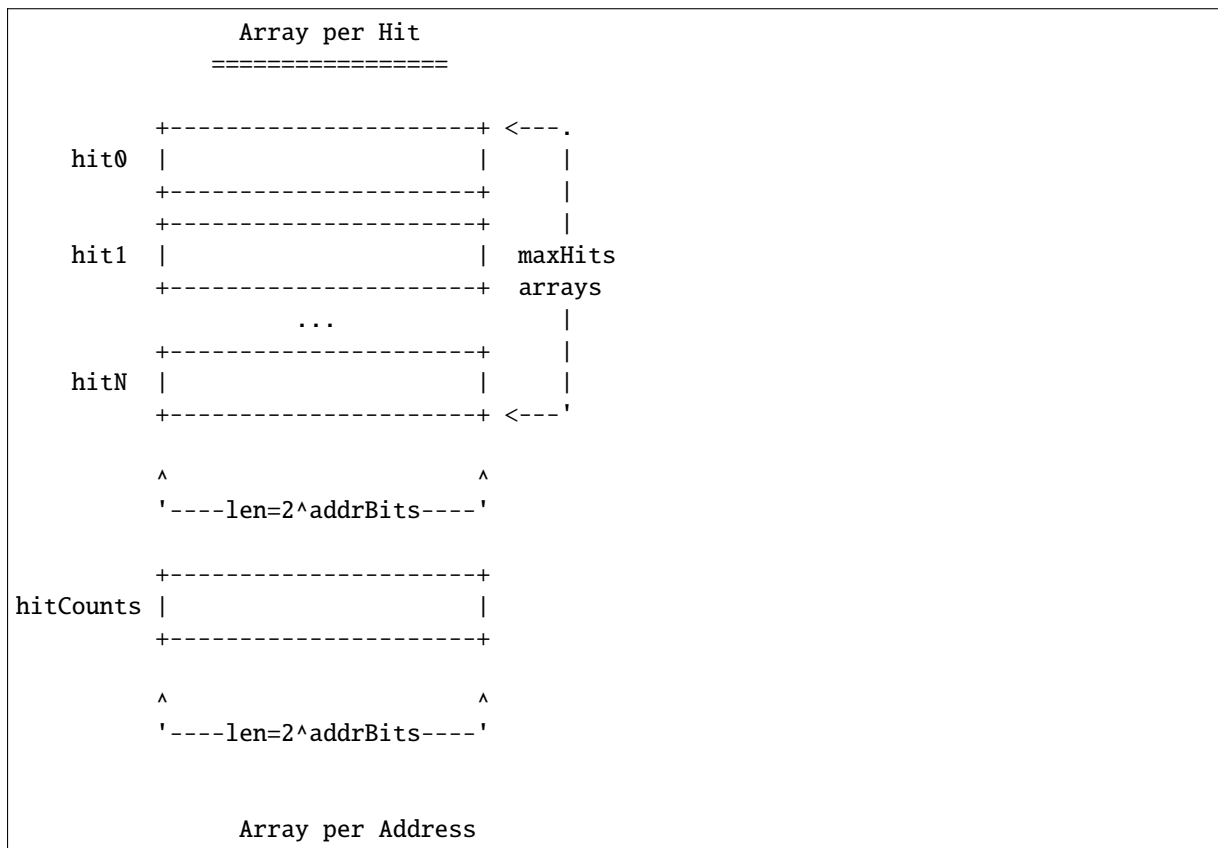 Array per Hit
              =================

          +-----------------------+ <---.
    hit0  |                       |     |
          +-----------------------+     |
          +-----------------------+     |
    hit1  |                       |  maxHits
          +-----------------------+  arrays
                    ...                 |
          +-----------------------+     |
    hitN  |                       |     |
          +-----------------------+ <---'

          ^                       ^
          '----len=2^addrBits----'

          +-----------------------+
hitCounts |                       |
          +-----------------------+

          ^                       ^
          '----len=2^addrBits----'


                Array per Address